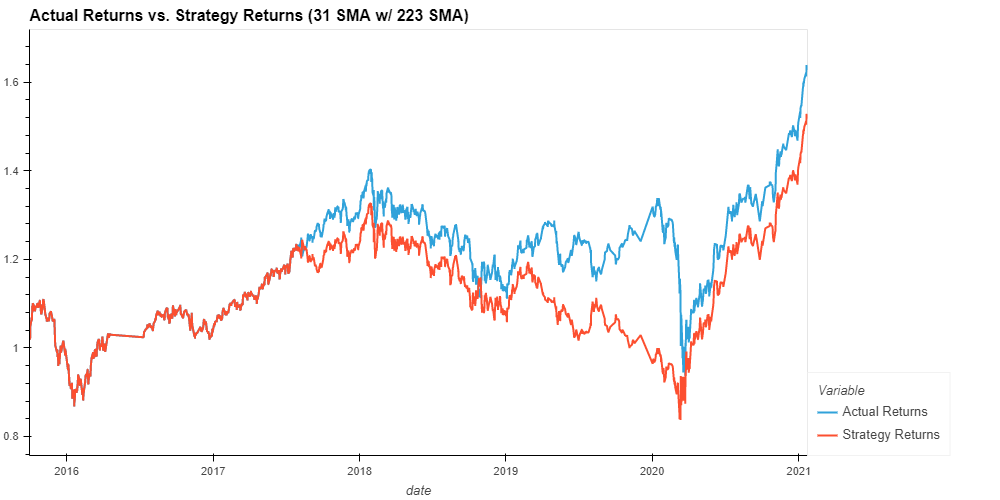 Actual Returns vs. Strategy Returns (31 SMA w/ 223 SMA)
1.6
1.4
1.2
1
0.8
2016 2017 2018 2019 2020 2021
date
Variable
Actual Returns
Strategy Returns